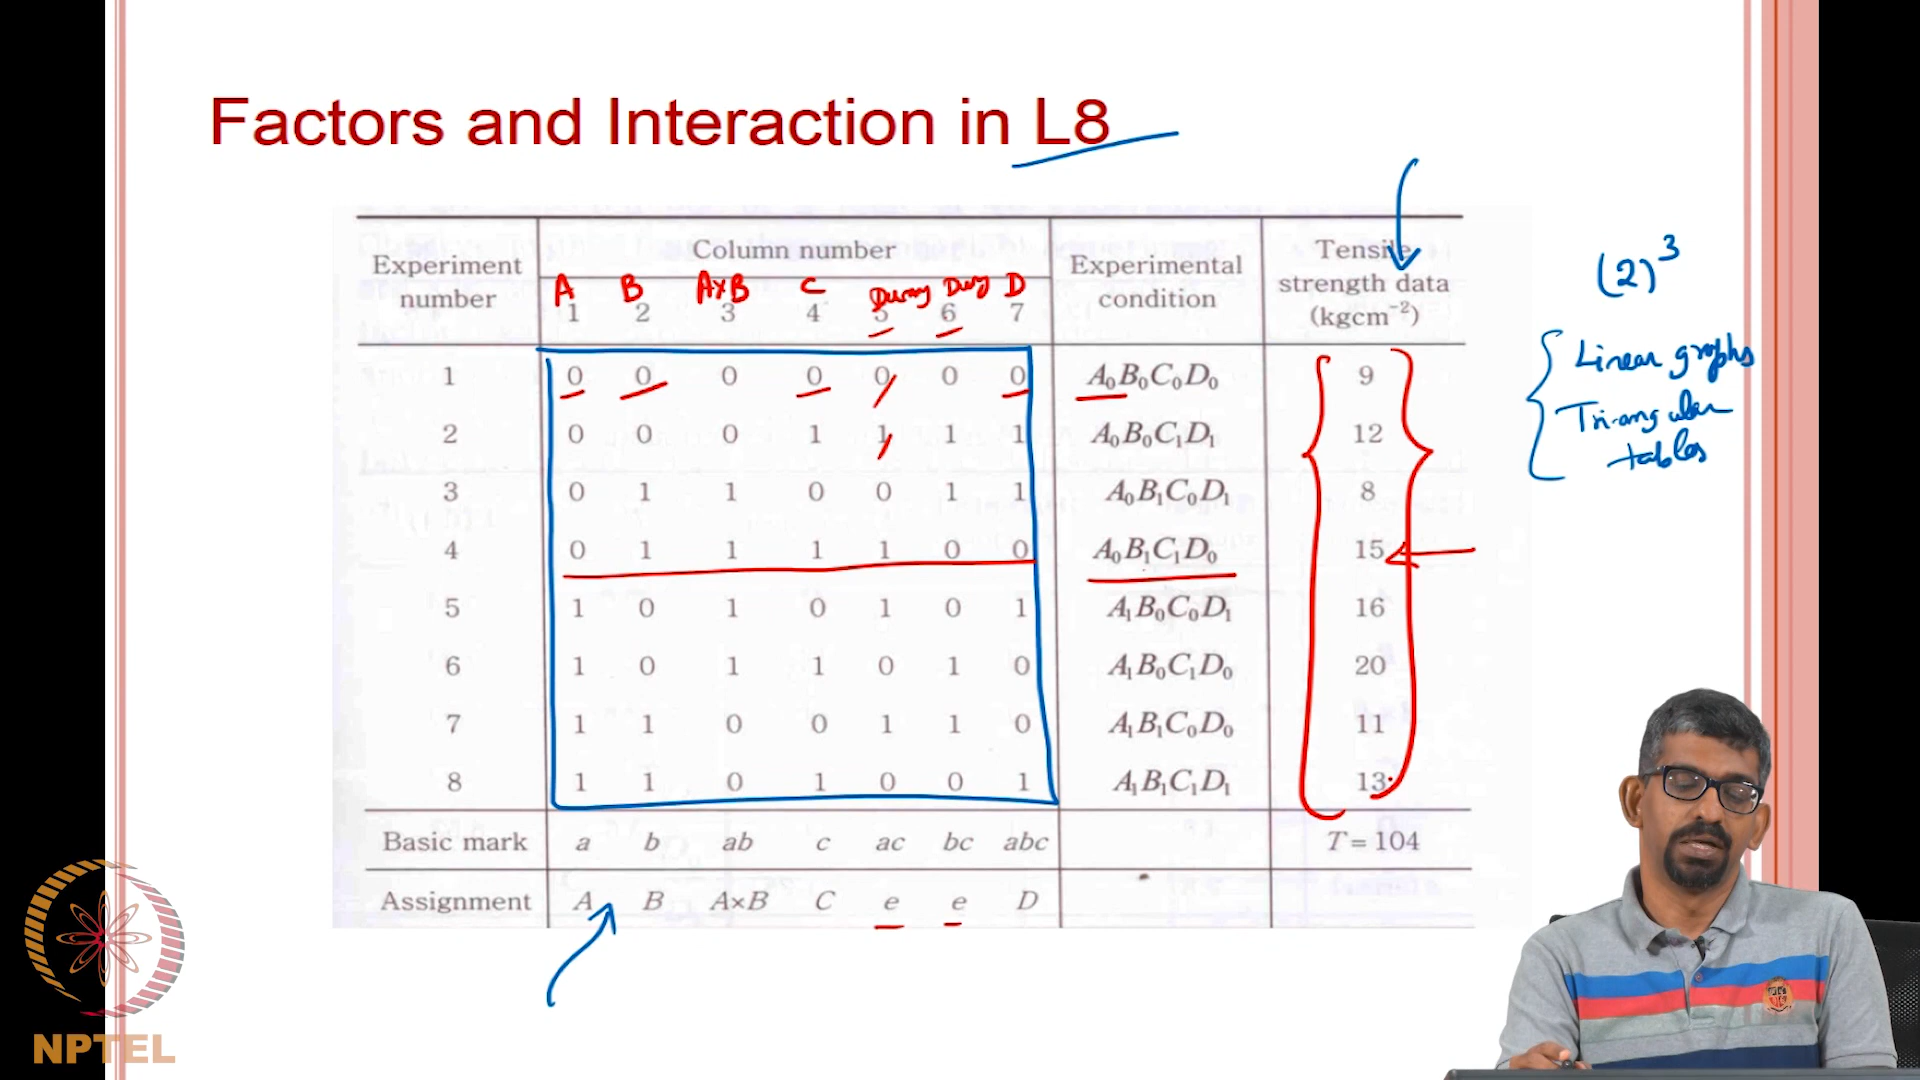 Factors and Interaction in L8
Experiment number Column number Experimental condition Tensile strength data (kgcm⁻²)
A B A×B C Dummy Dumy D
1 2 3 4 5 6 7
1 0 0 0 0 0 0 0 A₀B₀C₀D₀ 9
2 0 0 0 1 1 1 1 A₀B₀C₁D₁ 12
3 0 1 1 0 0 1 1 A₀B₁C₀D₁ 8
4 0 1 1 1 1 0 0 A₀B₁C₁D₀ 15
5 1 0 1 0 1 0 1 A₁B₀C₀D₁ 16
6 1 0 1 1 0 1 0 A₁B₀C₁D₀ 20
7 1 1 0 0 1 1 0 A₁B₁C₀D₀ 11
8 1 1 0 1 0 0 1 A₁B₁C₁D₁ 13
Basic mark a b ab c ac bc abc T = 104
Assignment A B A×B C e e D
(2)³
Linear graphs
Triangular
tables
NPTEL